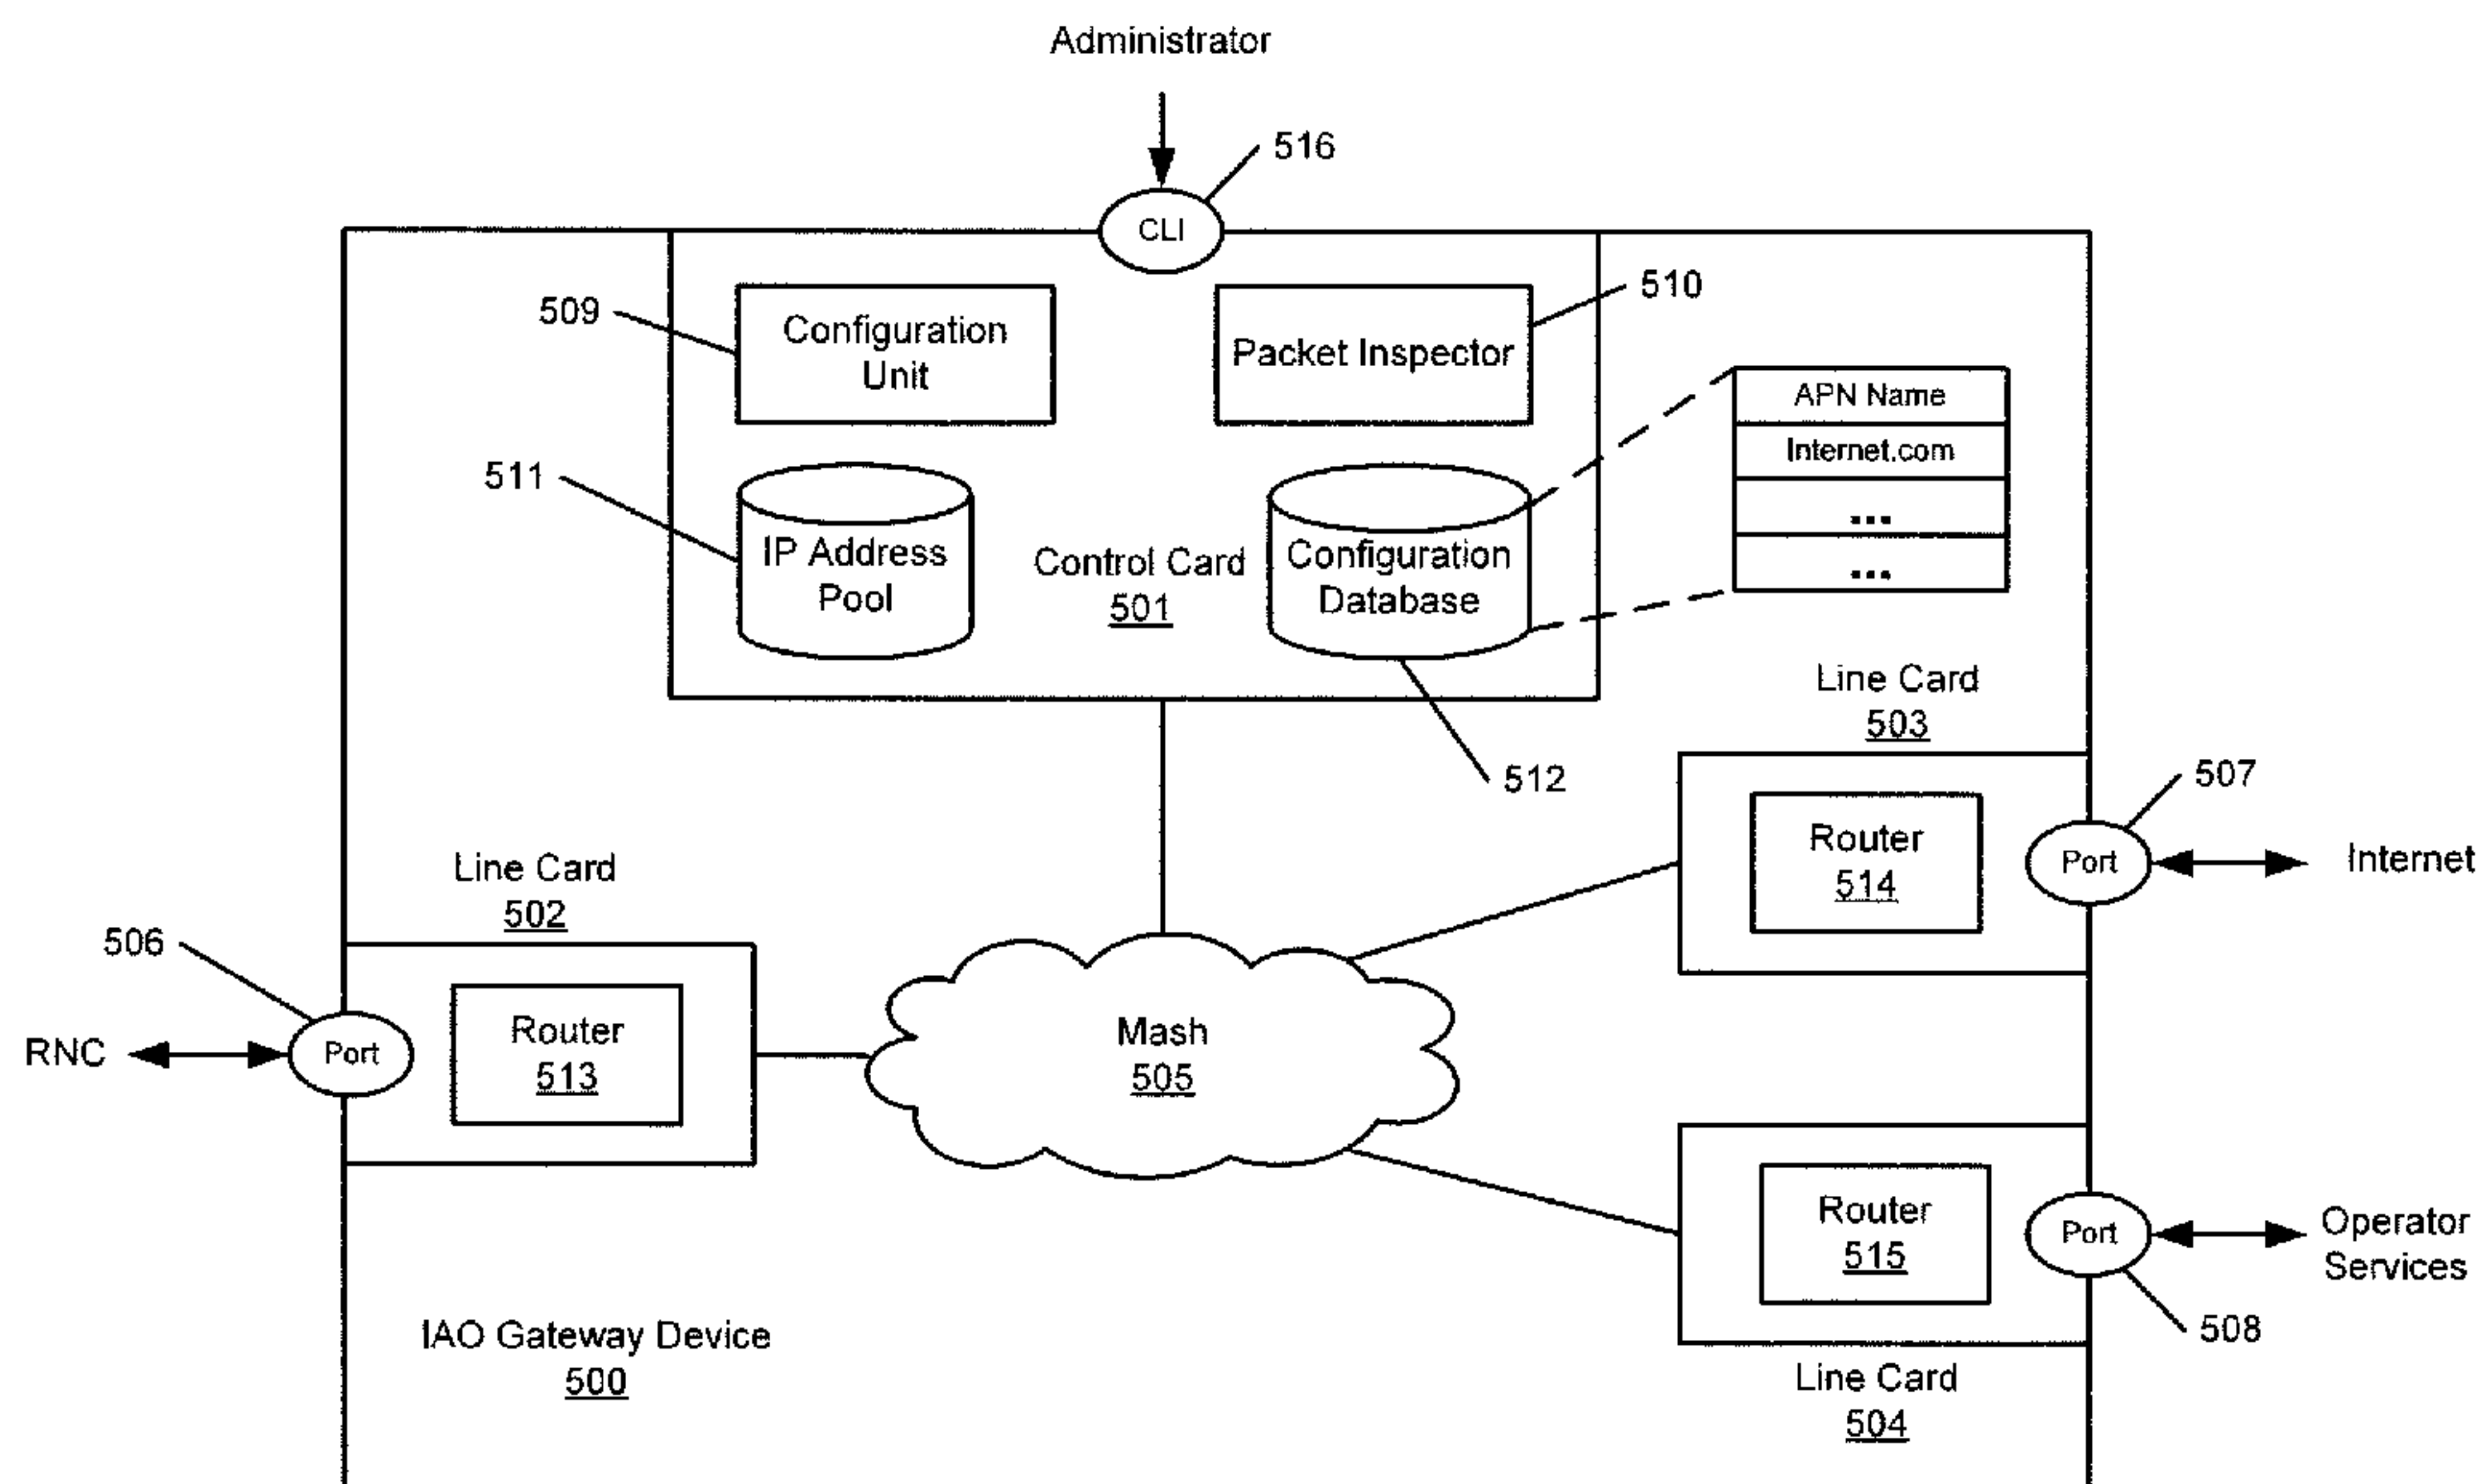 Administrator
516
CLI
509
Configuration
Unit
510
Packet Inspector
APN Name
Internet.com
...
...
511
IP Address
Pool
Control Card
501
Configuration
Database
512
Line Card
503
507
Router
514
Port
Internet
Line Card
502
506
RNC
Port
Router
513
Mash
505
Router
515
Port
Operator
Services
508
IAO Gateway Device
500
Line Card
504